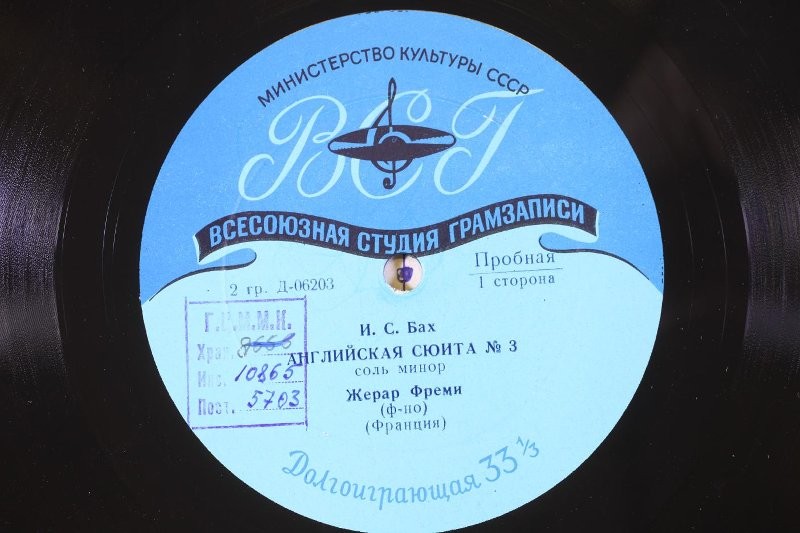 МИНИСТЕРСТВО КУЛЬТУРЫ СССР
ВСГ
ВСЕСОЮЗНАЯ СТУДИЯ ГРАМЗАПИСИ
2 гр. Д-06203
Пробная
1 сторона
И. С. Бах
АНГЛИЙСКАЯ СЮИТА № 3
соль минор
Жерар Фреми
(ф-но)
(Франция)
Хран.
Инв. 10865
Пост. 5703
Долгоиграющая 33 1/3